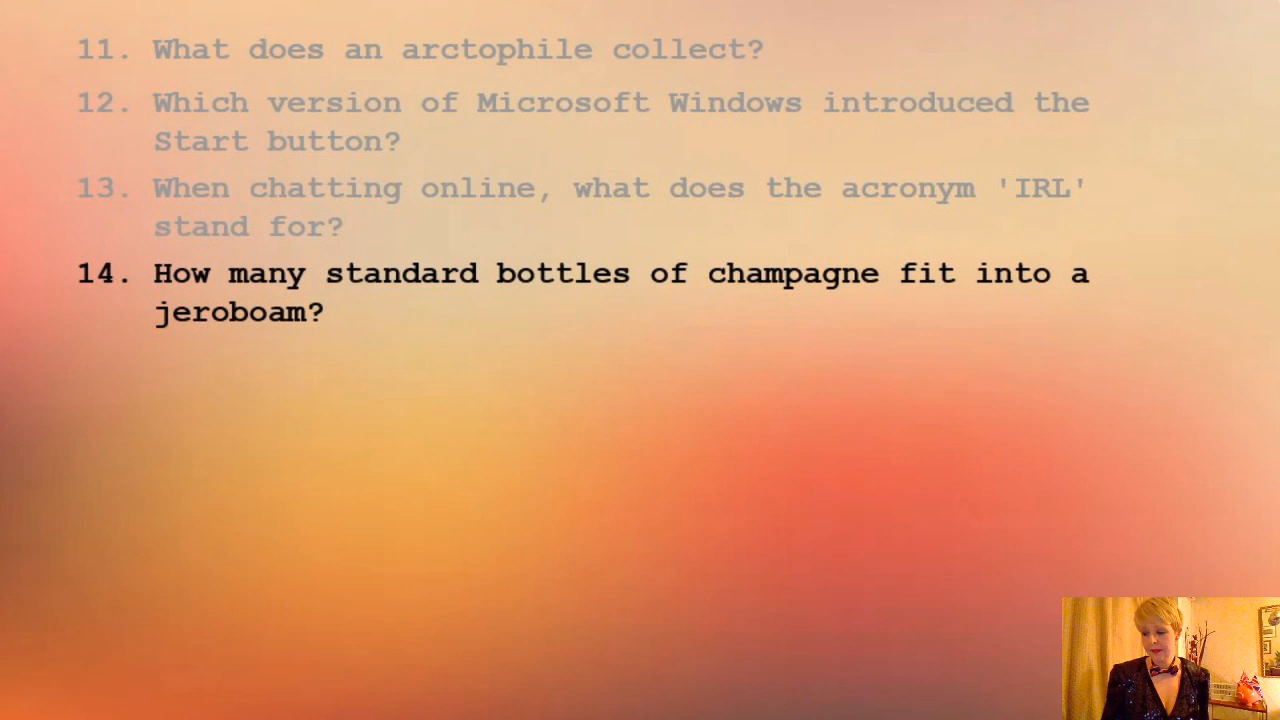 11. What does an arctophile collect?
12. Which version of Microsoft Windows introduced the
Start button?
13. When chatting online, what does the acronym 'IRL'
stand for?
14. How many standard bottles of champagne fit into a
jeroboam?